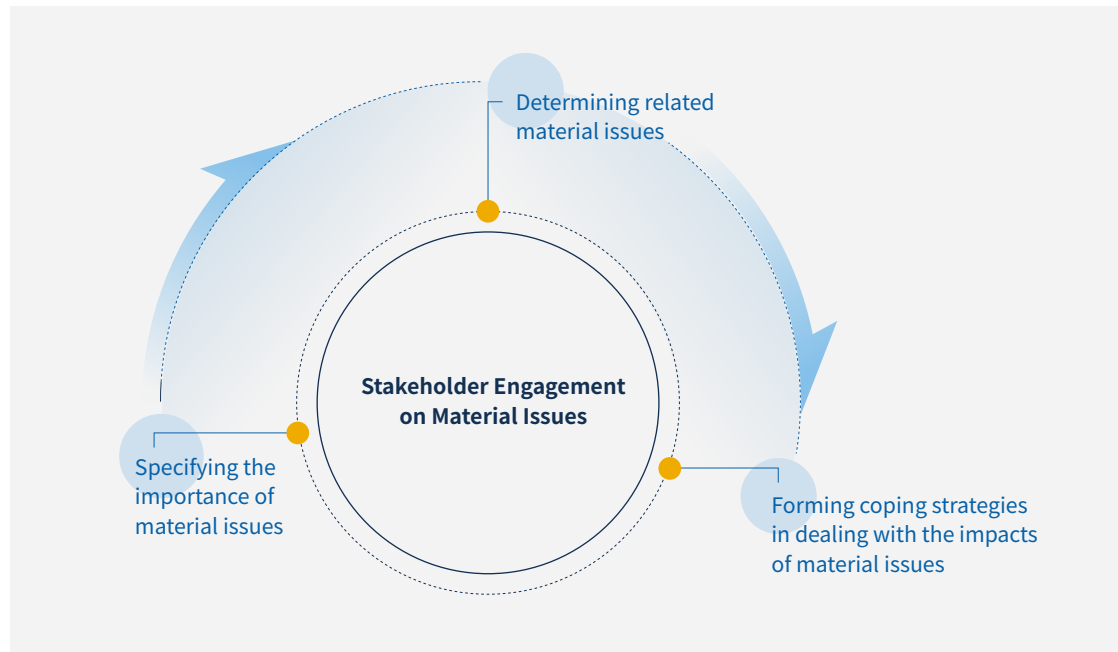 Determining related
material issues
Stakeholder Engagement
on Material Issues
Specifying the
importance of
material issues
Forming coping strategies
in dealing with the impacts
of material issues